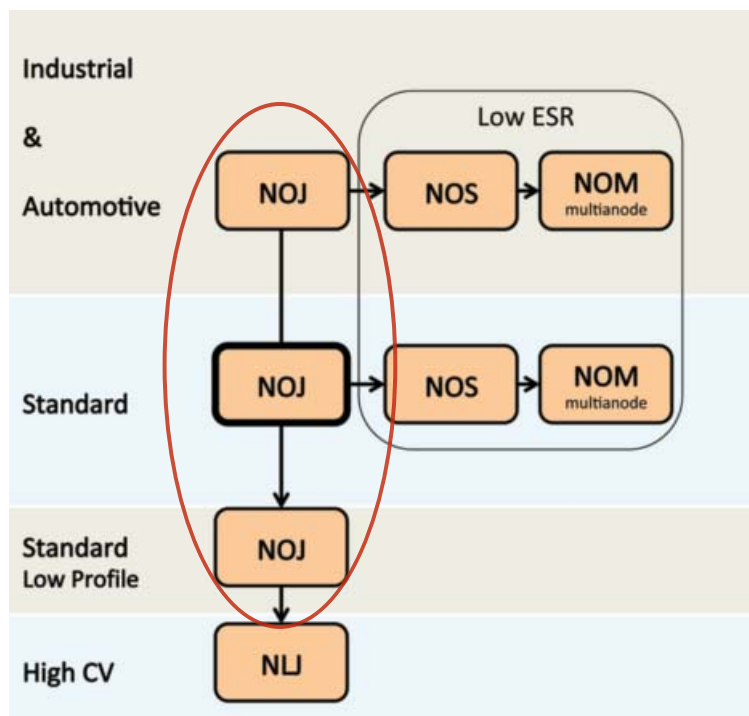 Industrial
&
Automotive
Low ESR
NOJ
NOS
NOM
multianode
Standard
NOJ
NOS
NOM
multianode
Standard
Low Profile
NOJ
High CV
NLJ